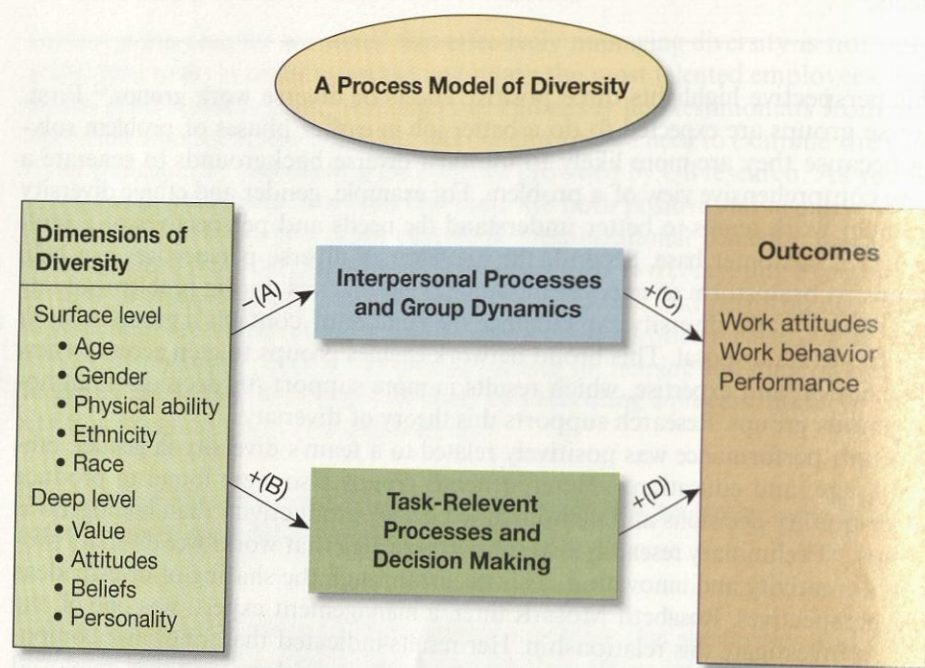 A Process Model of Diversity
Dimensions of
Diversity
Surface level
• Age
• Gender
• Physical ability
• Ethnicity
• Race
Deep level
• Value
• Attitudes
• Beliefs
• Personality
–(A)
+(B)
Interpersonal Processes
and Group Dynamics
Task-Relevant
Processes and
Decision Making
+(C)
+(D)
Outcomes
Work attitudes
Work behavior
Performance